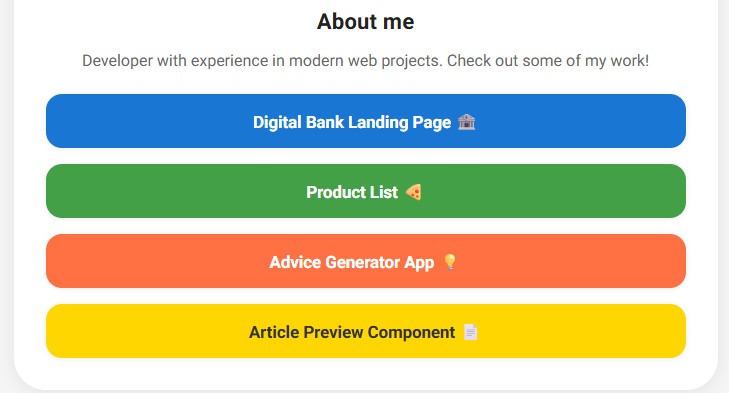 About me
Developer with experience in modern web projects. Check out some of my work!
Digital Bank Landing Page 🏦
Product List 🍕
Advice Generator App 💡
Article Preview Component 📄